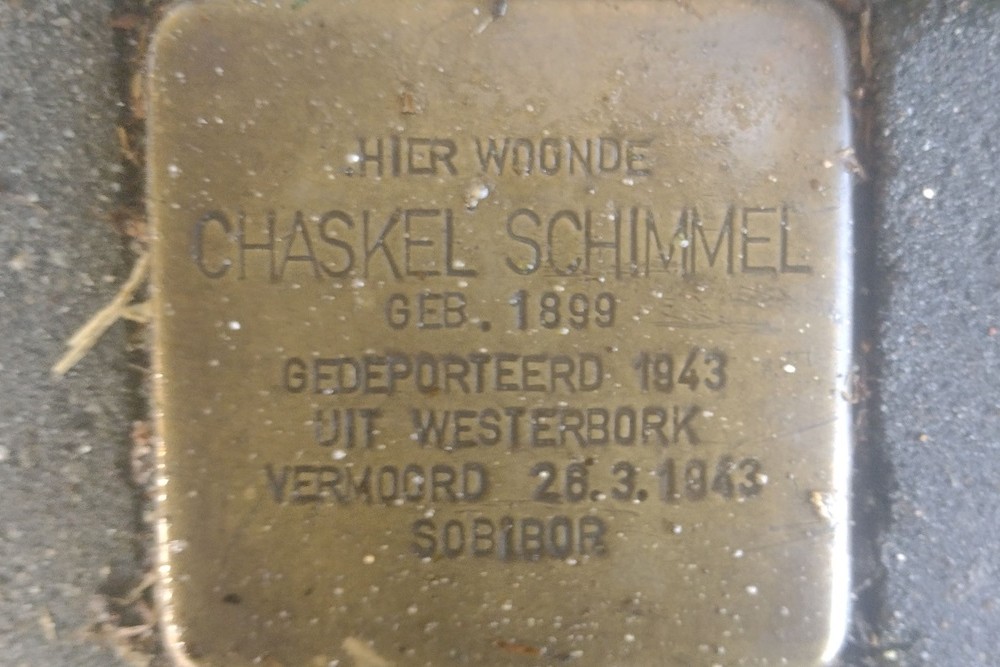 HIER WOONDE
CHASKEL SCHIMMEL
GEB. 1899
GEDEPORTEERD 1943
UIT WESTERBORK
VERMOORD 26.3.1943
SOBIBOR